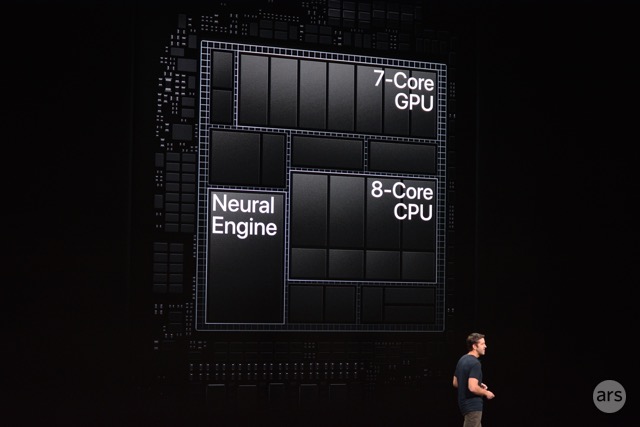 7-Core
GPU
8-Core
CPU
Neural
Engine
ars